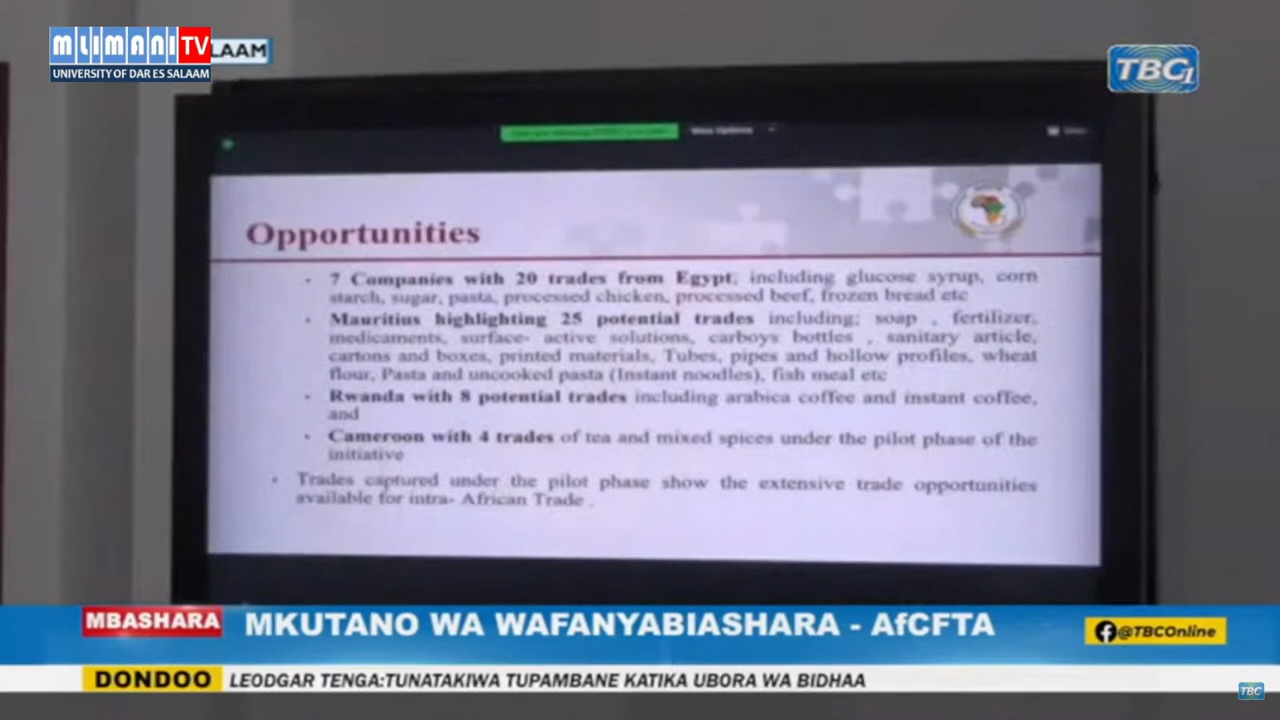 MLIMANI TV
UNIVERSITY OF DAR ES SALAAM
LAAM
TBC1
Opportunities
• 7 Companies with 20 trades from Egypt, including glucose syrup, corn
starch, sugar, pasta, processed chicken, processed beef, frozen bread etc
• Mauritius highlighting 25 potential trades including; soap , fertilizer,
medicaments, surface- active solutions, carboys bottles , sanitary article,
cartons and boxes, printed materials, Tubes, pipes and hollow profiles, wheat
flour, Pasta and uncooked pasta (Instant noodles), fish meal etc
• Rwanda with 8 potential trades including arabica coffee and instant coffee,
and
• Cameroon with 4 trades of tea and mixed spices under the pilot phase of the
initiative
• Trades captured under the pilot phase show the extensive trade opportunities
available for intra- African Trade .
MBASHARA
MKUTANO WA WAFANYABIASHARA - AfCFTA
@TBCOnline
DONDOO
LEODGAR TENGA:TUNATAKIWA TUPAMBANE KATIKA UBORA WA BIDHAA
TBC